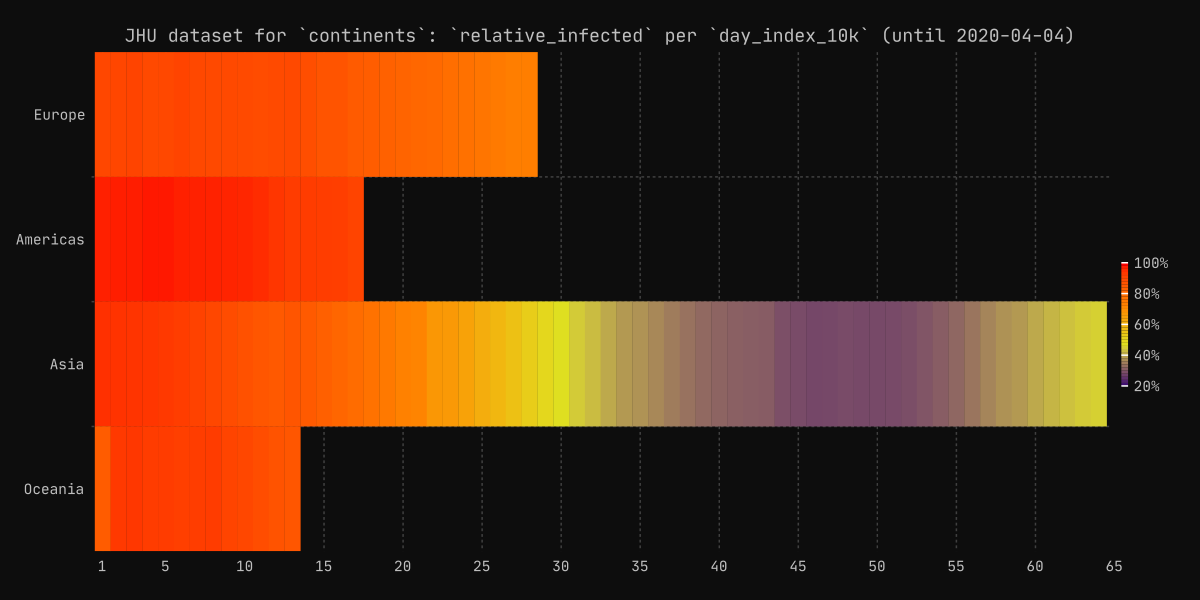 JHU dataset for `continents`: `relative_infected` per `day_index_10k` (until 2020-04-04)
Europe
Americas
Asia
Oceania
100%
80%
60%
40%
20%
1 5 10 15 20 25 30 35 40 45 50 55 60 65